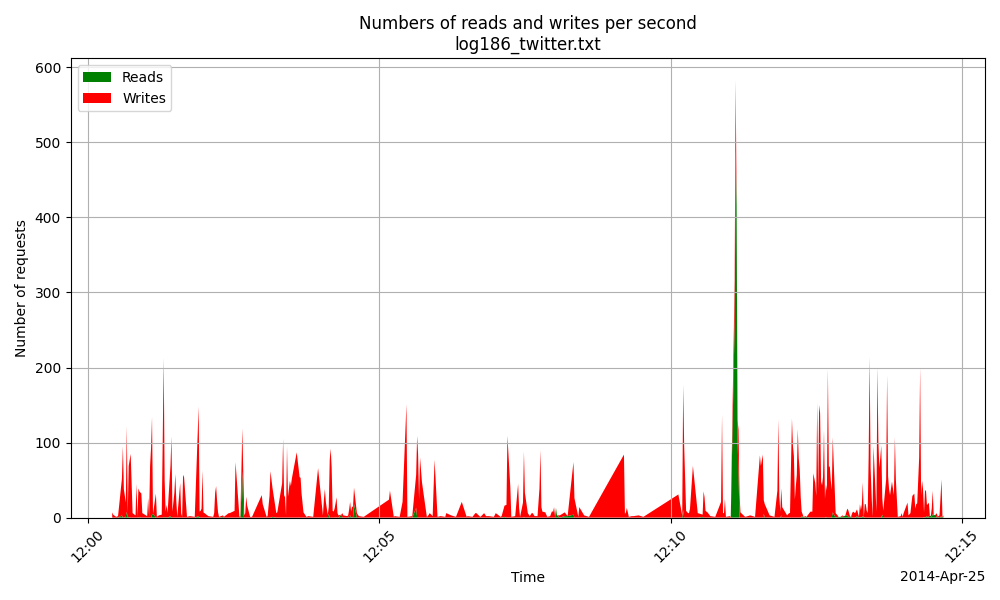 Numbers of reads and writes per second
log186_twitter.txt
Reads
Writes
600
500
400
300
200
100
0
Number of requests
12:00
12:05
12:10
12:15
Time
2014-Apr-25